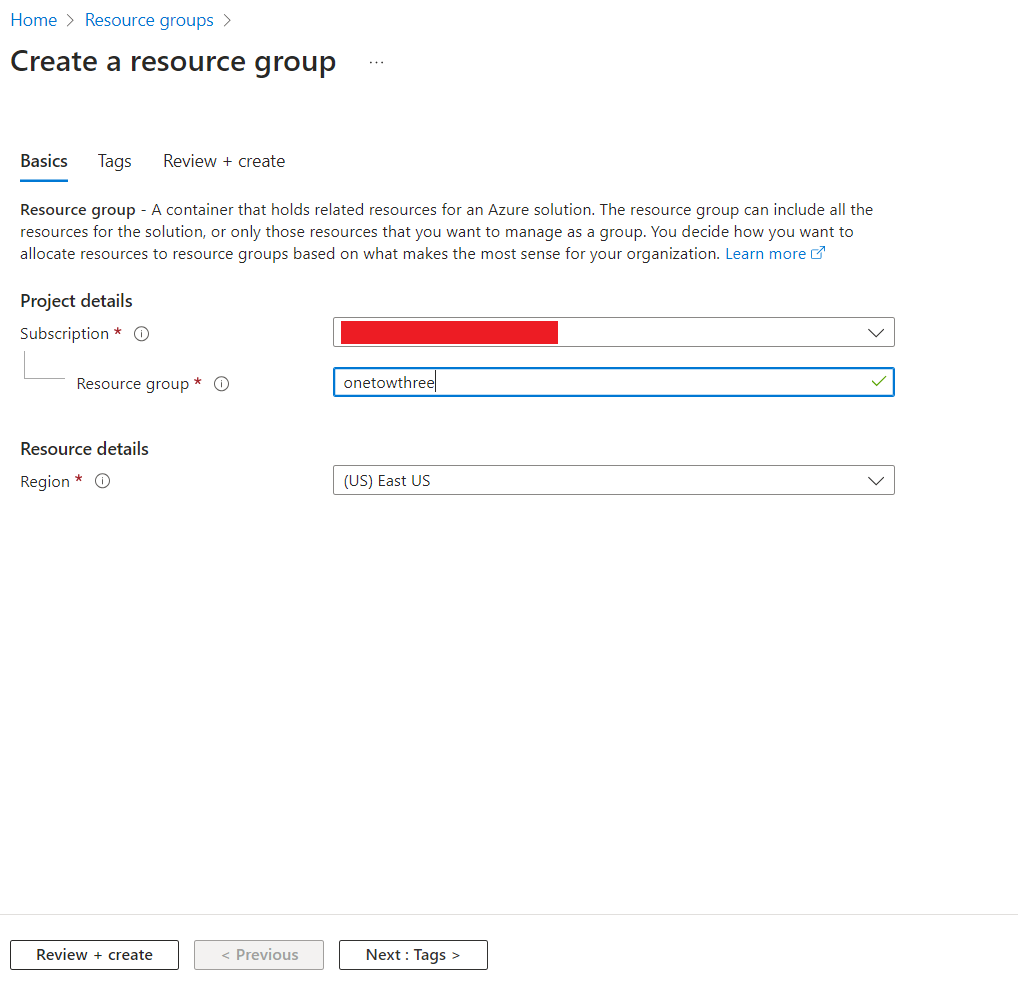 Home > Resource groups >
Create a resource group ...
Basics Tags Review + create
Resource group - A container that holds related resources for an Azure solution. The resource group can include all the
resources for the solution, or only those resources that you want to manage as a group. You decide how you want to
allocate resources to resource groups based on what makes the most sense for your organization. Learn more
Project details
Subscription *
Resource group * onetowthree
Resource details
Region * (US) East US
Review + create < Previous Next : Tags >